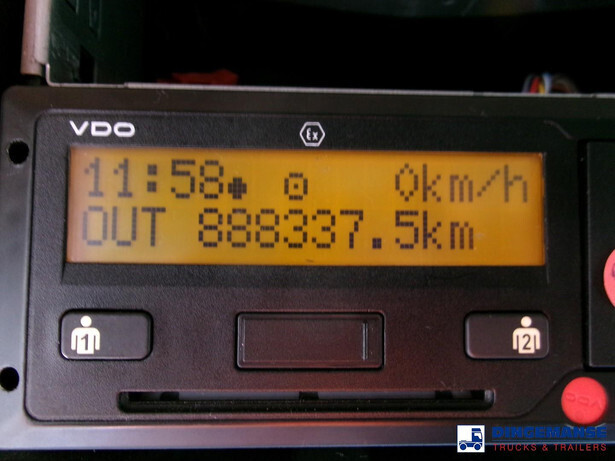 VDO
Ex
11:58 0km/h
OUT 888337.5km
1
2
TRUCKS & TRAILERS